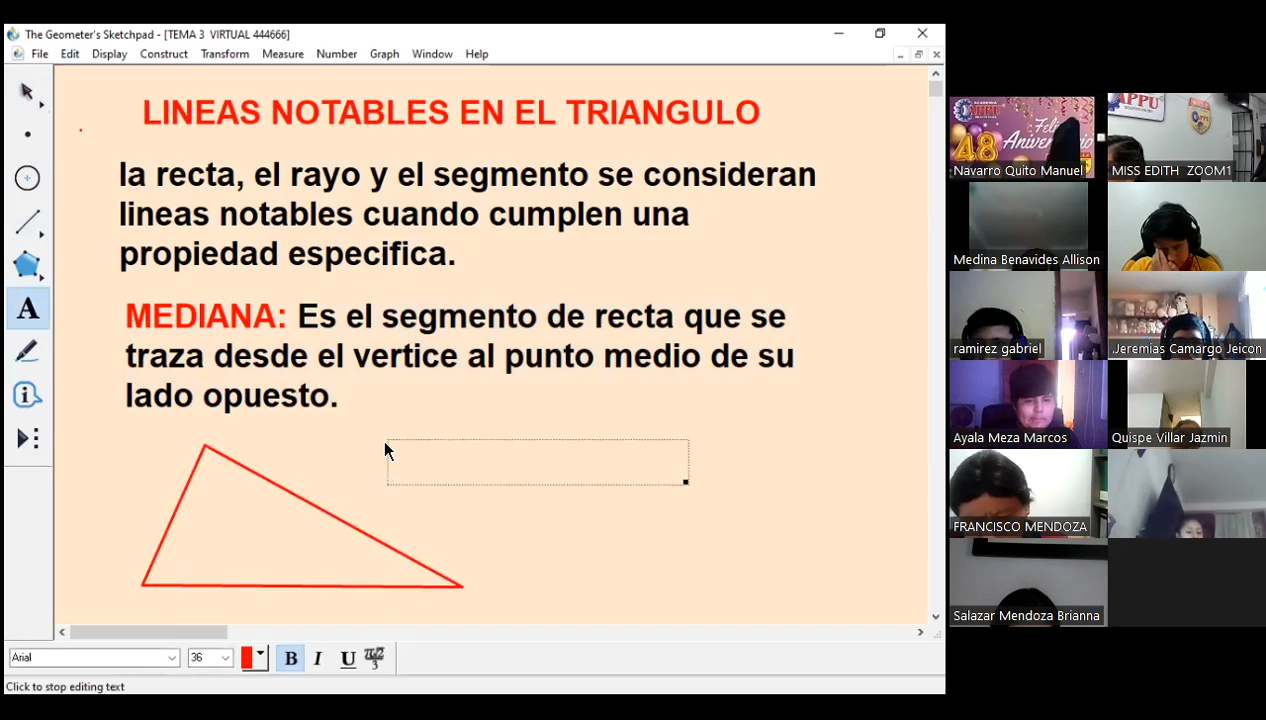 The Geometer's Sketchpad - [TEMA 3 VIRTUAL 444666]
File Edit Display Construct Transform Measure Number Graph Window Help
LINEAS NOTABLES EN EL TRIANGULO
la recta, el rayo y el segmento se consideran
lineas notables cuando cumplen una
propiedad especifica.
MEDIANA: Es el segmento de recta que se
traza desde el vertice al punto medio de su
lado opuesto.
A
Arial 36 B I U
Click to stop editing text
ACADEMIA
APPU
48
Feliz
Navarro Quito Manuel
APPU
MISS EDITH ZOOM1
Medina Benavides Allison
ramirez gabriel
.Jeremias Camargo Jeicon
Ayala Meza Marcos
Quispe Villar Jazmin
FRANCISCO MENDOZA
Salazar Mendoza Brianna